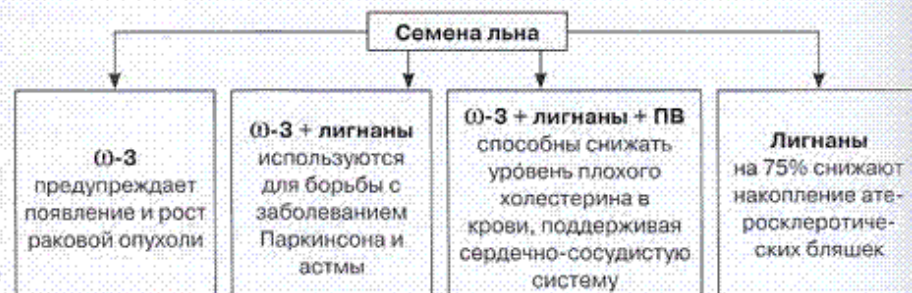 Семена льна
ω-3
предупреждает
появление и рост
раковой опухоли
ω-3 + лигнаны
используются
для борьбы с
заболеванием
Паркинсона и
астмы
ω-3 + лигнаны + ПВ
способны снижать
уровень плохого
холестерина в
крови, поддерживая
сердечно-сосудистую
систему
Лигнаны
на 75% снижают
накопление ате-
росклеротиче-
ских бляшек